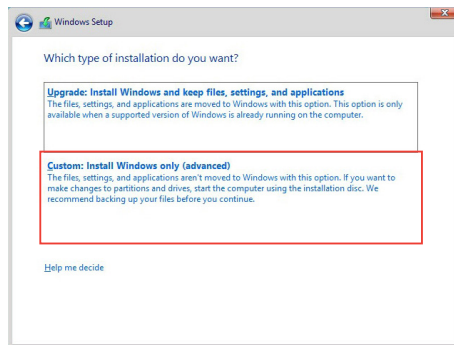 Windows Setup
Which type of installation do you want?
Upgrade: Install Windows and keep files, settings, and applications
The files, settings, and applications are moved to Windows with this option. This option is only
available when a supported version of Windows is already running on the computer.
Custom: Install Windows only (advanced)
The files, settings, and applications aren't moved to Windows with this option. If you want to
make changes to partitions and drives, start the computer using the installation disc. We
recommend backing up your files before you continue.
Help me decide